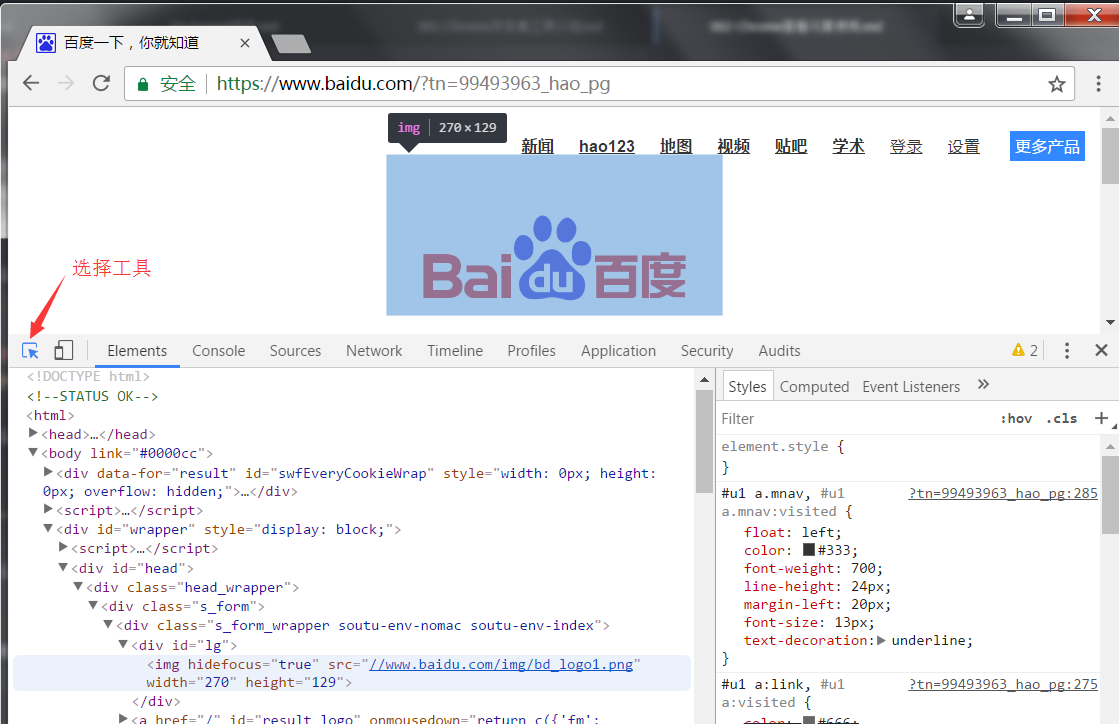 百度一下，你就知道
安全 https://www.baidu.com/?tn=99493963_hao_pg
img 270×129
新闻 hao123 地图 视频 贴吧 学术 登录 设置 更多产品
Bai du 百度
选择工具
Elements Console Sources Network Timeline Profiles Application Security Audits 2
<!DOCTYPE html>
<!--STATUS OK-->
<html>
<head>…</head>
<body link="#0000cc">
<div data-for="result" id="swfEveryCookieWrap" style="width: 0px; height:
0px; overflow: hidden;">…</div>
<script>…</script>
<div id="wrapper" style="display: block;">
<script>…</script>
<div id="head">
<div class="head_wrapper">
<div class="s_form">
<div class="s_form_wrapper soutu-env-nomac soutu-env-index">
<div id="lg">
<img hidefocus="true" src="//www.baidu.com/img/bd_logo1.png"
width="270" height="129">
</div>
<a href="/" id="result_logo" onmousedown="return c({'fm':
Styles Computed Event Listeners »
Filter :hov .cls +
element.style {
}
#u1 a.mnav, #u1 ?tn=99493963_hao_pg:285
a.mnav:visited {
float: left;
color: #333;
font-weight: 700;
line-height: 24px;
margin-left: 20px;
font-size: 13px;
text-decoration: underline;
}
#u1 a:link, #u1 ?tn=99493963_hao_pg:275
a:visited {
color: #666;